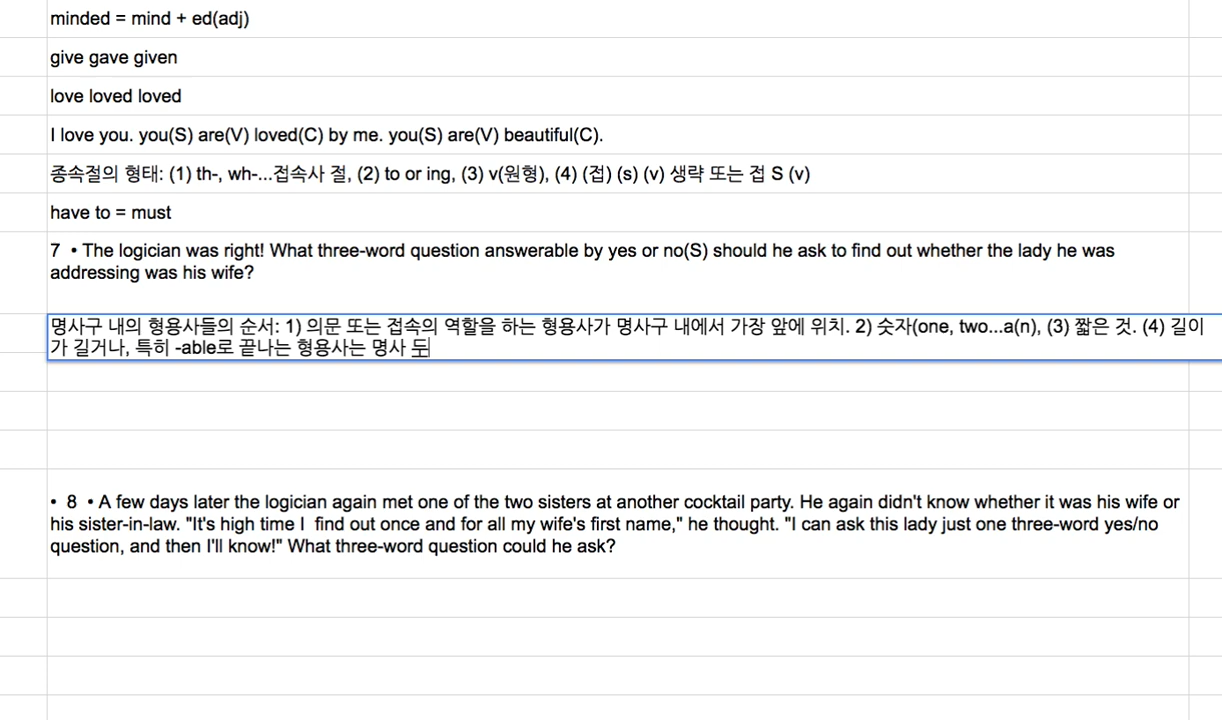 minded = mind + ed(adj)
give gave given
love loved loved
I love you. you(S) are(V) loved(C) by me. you(S) are(V) beautiful(C).
종속절의 형태: (1) th-, wh-...접속사 절, (2) to or ing, (3) v(원형), (4) (접) (s) (v) 생략 또는 접 S (v)
have to = must
7 • The logician was right! What three-word question answerable by yes or no(S) should he ask to find out whether the lady he was
addressing was his wife?
명사구 내의 형용사들의 순서: 1) 의문 또는 접속의 역할을 하는 형용사가 명사구 내에서 가장 앞에 위치. 2) 숫자(one, two...a(n), (3) 짧은 것. (4) 길이
가 길거나, 특히 -able로 끝나는 형용사는 명사 두
• 8 • A few days later the logician again met one of the two sisters at another cocktail party. He again didn't know whether it was his wife or
his sister-in-law. "It's high time I find out once and for all my wife's first name," he thought. "I can ask this lady just one three-word yes/no
question, and then I'll know!" What three-word question could he ask?